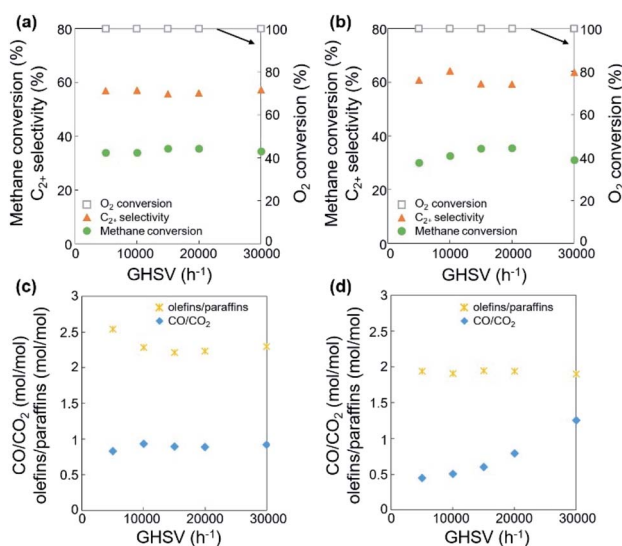 (a)
80
60
40
20
0
Methane conversion (%)
C2+ selectivity (%)
100
80
60
40
20
0
O2 conversion (%)
O2 conversion
C2+ selectivity
Methane conversion
0 10000 20000 30000
GHSV (h-1)
(b)
80
60
40
20
0
Methane conversion (%)
C2+ selectivity (%)
100
80
60
40
20
0
O2 conversion (%)
O2 conversion
C2+ selectivity
Methane conversion
0 10000 20000 30000
GHSV (h-1)
(c)
3
2.5
2
1.5
1
0.5
0
CO/CO2 (mol/mol)
olefins/paraffins (mol/mol)
olefins/paraffins
CO/CO2
0 10000 20000 30000
GHSV (h-1)
(d)
3
2.5
2
1.5
1
0.5
0
CO/CO2 (mol/mol)
olefins/paraffins (mol/mol)
olefins/paraffins
CO/CO2
0 10000 20000 30000
GHSV (h-1)